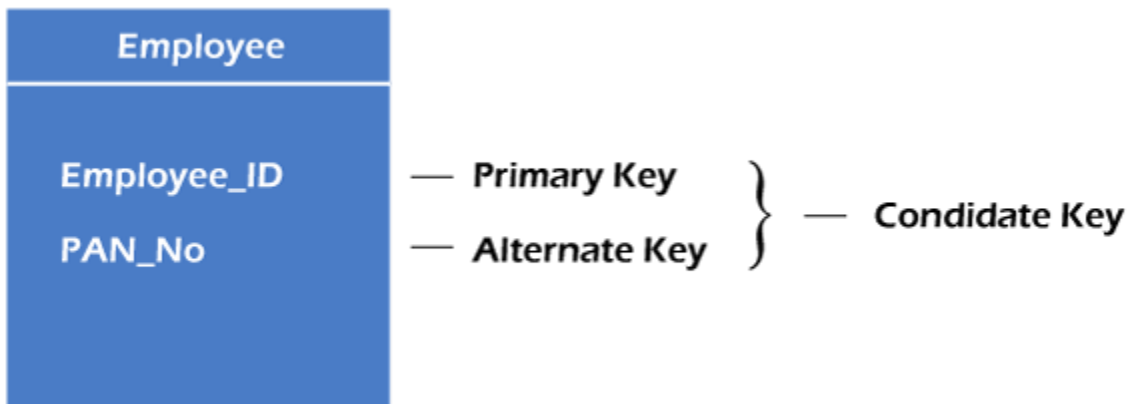 Employee
Employee_ID — Primary Key
PAN_No — Alternate Key
} — Condidate Key